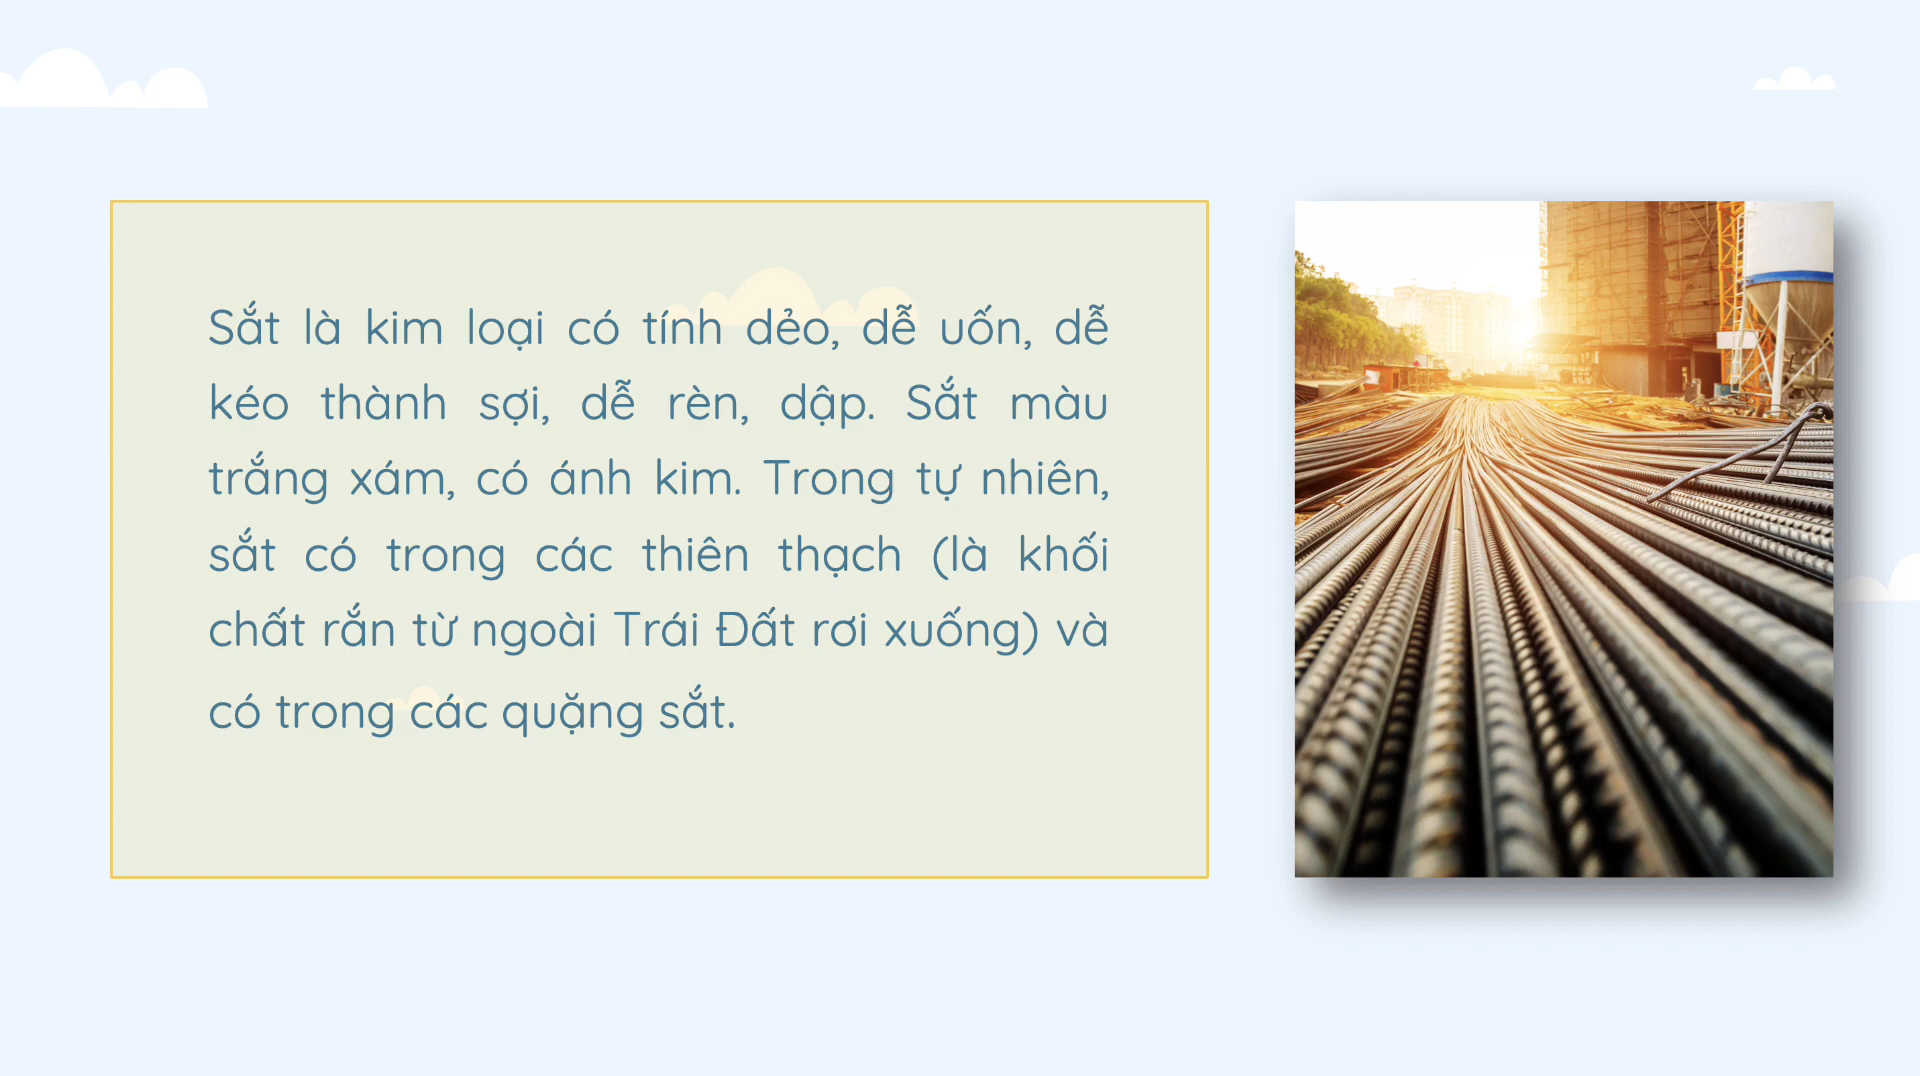 Sắt là kim loại có tính dẻo, dễ uốn, dễ
kéo thành sợi, dễ rèn, dập. Sắt màu
trắng xám, có ánh kim. Trong tự nhiên,
sắt có trong các thiên thạch (là khối
chất rắn từ ngoài Trái Đất rơi xuống) và
có trong các quặng sắt.